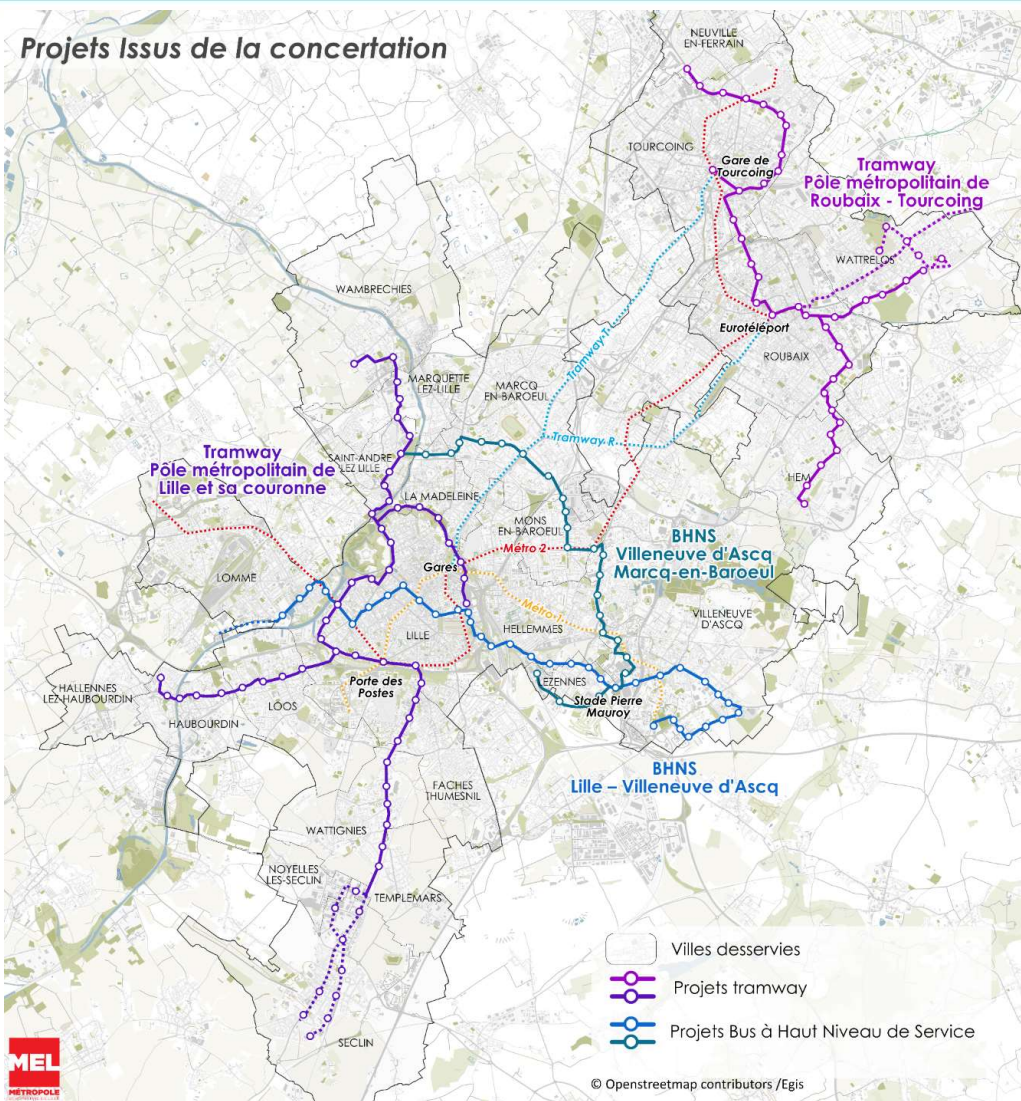 Projets Issus de la concertation
NEUVILLE
EN-FERRAIN
TOURCOING
Gare de
Tourcoing
Tramway
Pôle métropolitain de
Roubaix - Tourcoing
WATTRELOS
WAMBRECHIES
Eurotéléport
Tramway T
ROUBAIX
MARQUETTE
LEZ-LILLE
MARCQ
EN-BAROEUL
Tramway R
Tramway
Pôle métropolitain de
Lille et sa couronne
SAINT-ANDRE
LEZ LILLE
HEM
LA MADELEINE
MONS
EN-BAROEUL
BHNS
Villeneuve d'Ascq
Marcq-en-Baroeul
Métro 2
Gares
LOMME
Métro 1
VILLENEUVE
D'ASCQ
LILLE
HELLEMMES
HALLENNES
LEZ-HAUBOURDIN
Porte des
Postes
EZENNES
Stade Pierre
Mauroy
LOOS
HAUBOURDIN
BHNS
Lille – Villeneuve d'Ascq
FACHES
THUMESNIL
WATTIGNIES
NOYELLES
LES-SECLIN
TEMPLEMARS
SECLIN
Villes desservies
Projets tramway
Projets Bus à Haut Niveau de Service
MEL
MÉTROPOLE
© Openstreetmap contributors /Egis